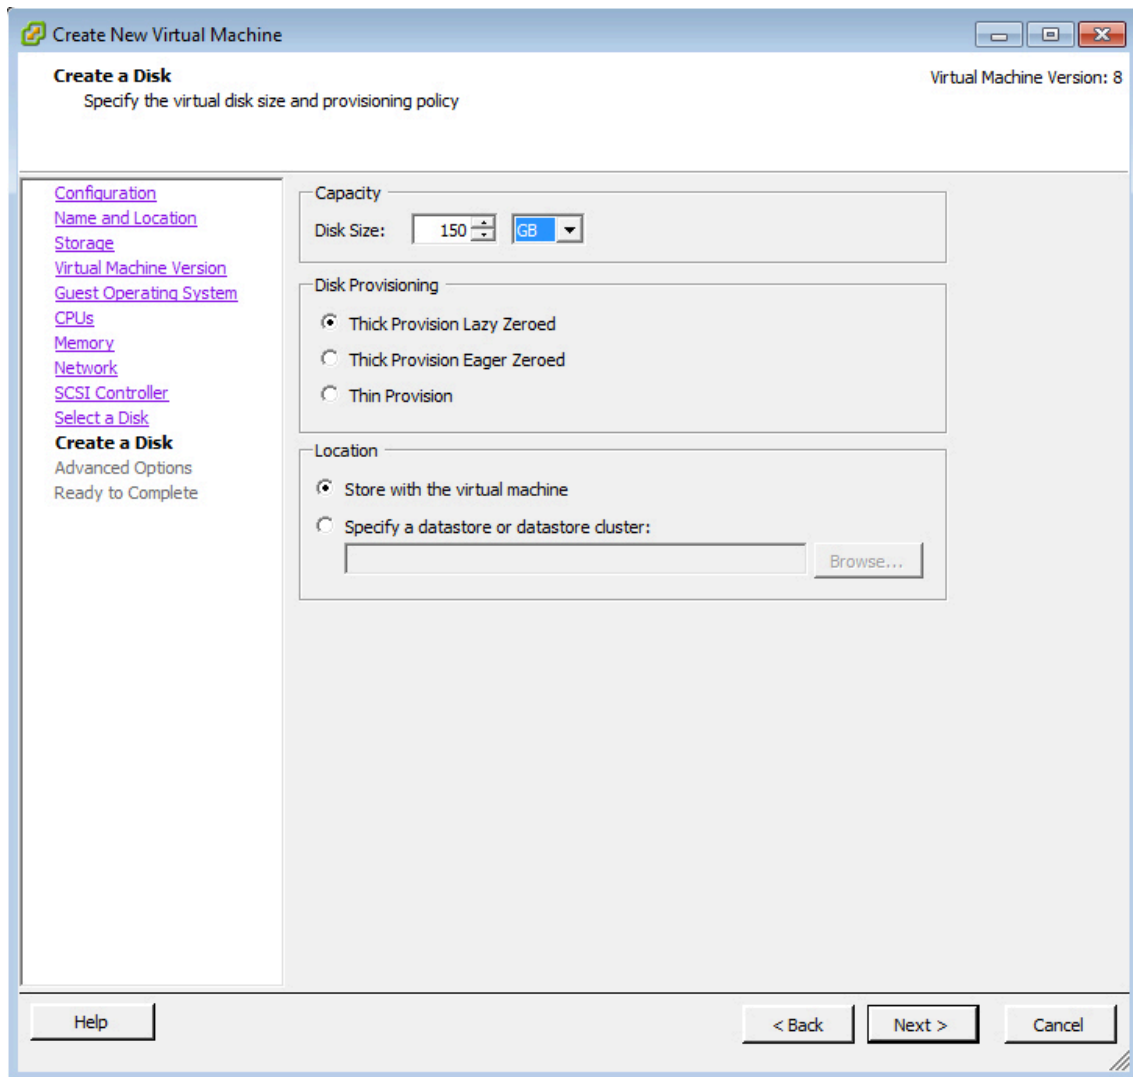 Create New Virtual Machine
Create a Disk
Virtual Machine Version: 8
Specify the virtual disk size and provisioning policy
Configuration
Name and Location
Storage
Virtual Machine Version
Guest Operating System
CPUs
Memory
Network
SCSI Controller
Select a Disk
Create a Disk
Advanced Options
Ready to Complete
Capacity
Disk Size: 150 GB
Disk Provisioning
Thick Provision Lazy Zeroed
Thick Provision Eager Zeroed
Thin Provision
Location
Store with the virtual machine
Specify a datastore or datastore cluster:
Browse...
Help
< Back
Next >
Cancel